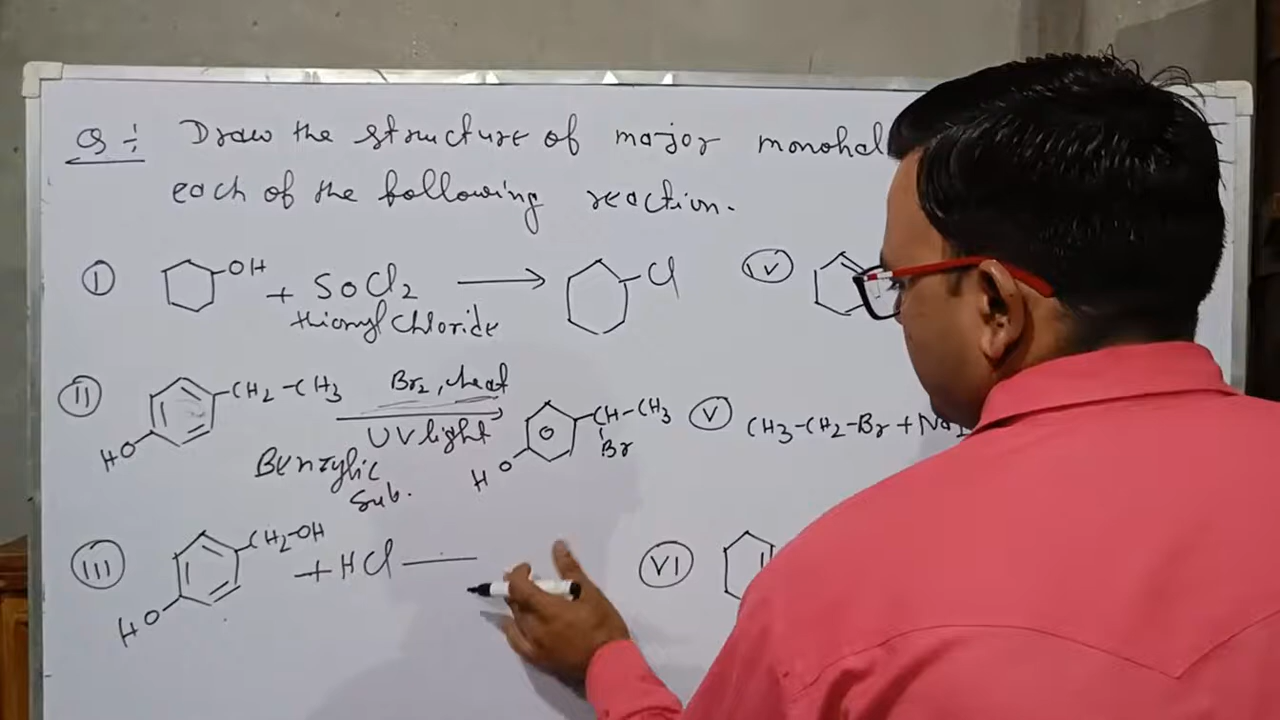 Q :- Draw the structure of major monohal
each of the following reaction.
I OH + SOCl2 → Cl
thionyl chloride
IV
II HO CH2-CH3 Br2, heat
UV light
HO CH-CH3
Br
Benzylic
Sub.
V CH3-CH2-Br + NaI
III HO CH2-OH + HCl
VI